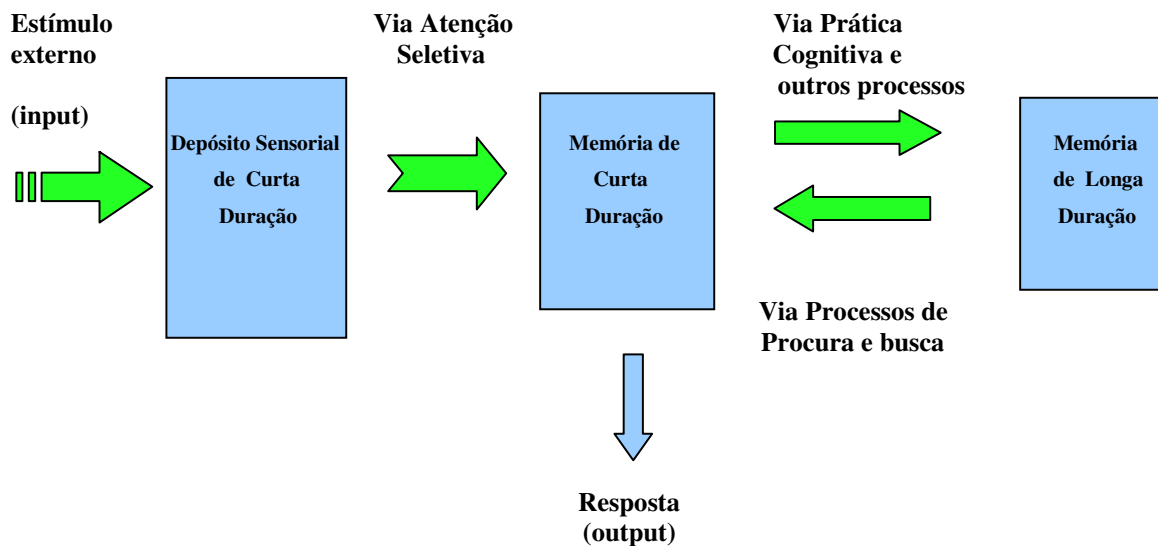 Estímulo
externo
(input)
Depósito Sensorial
de Curta
Duração
Via Atenção
Seletiva
Memória de
Curta
Duração
Via Prática
Cognitiva e
outros processos
Via Processos de
Procura e busca
Memória
de Longa
Duração
Resposta
(output)